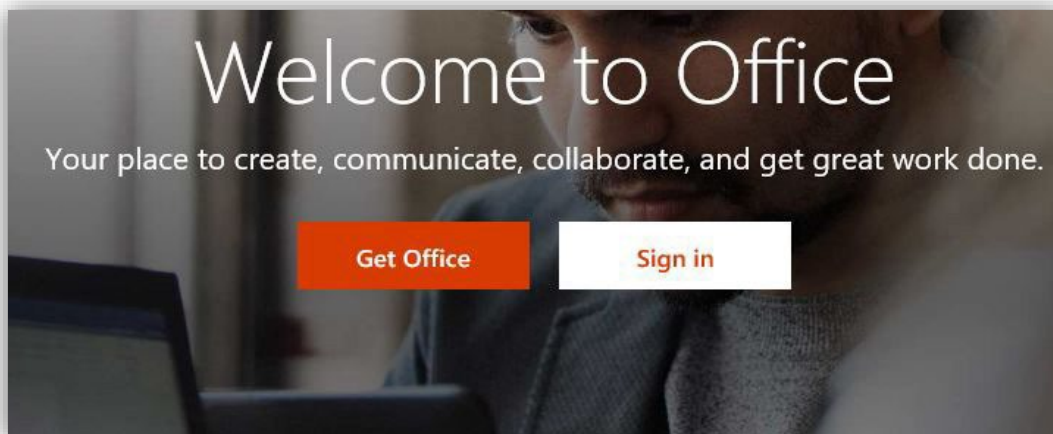 Welcome to Office
Your place to create, communicate, collaborate, and get great work done.
Get Office
Sign in